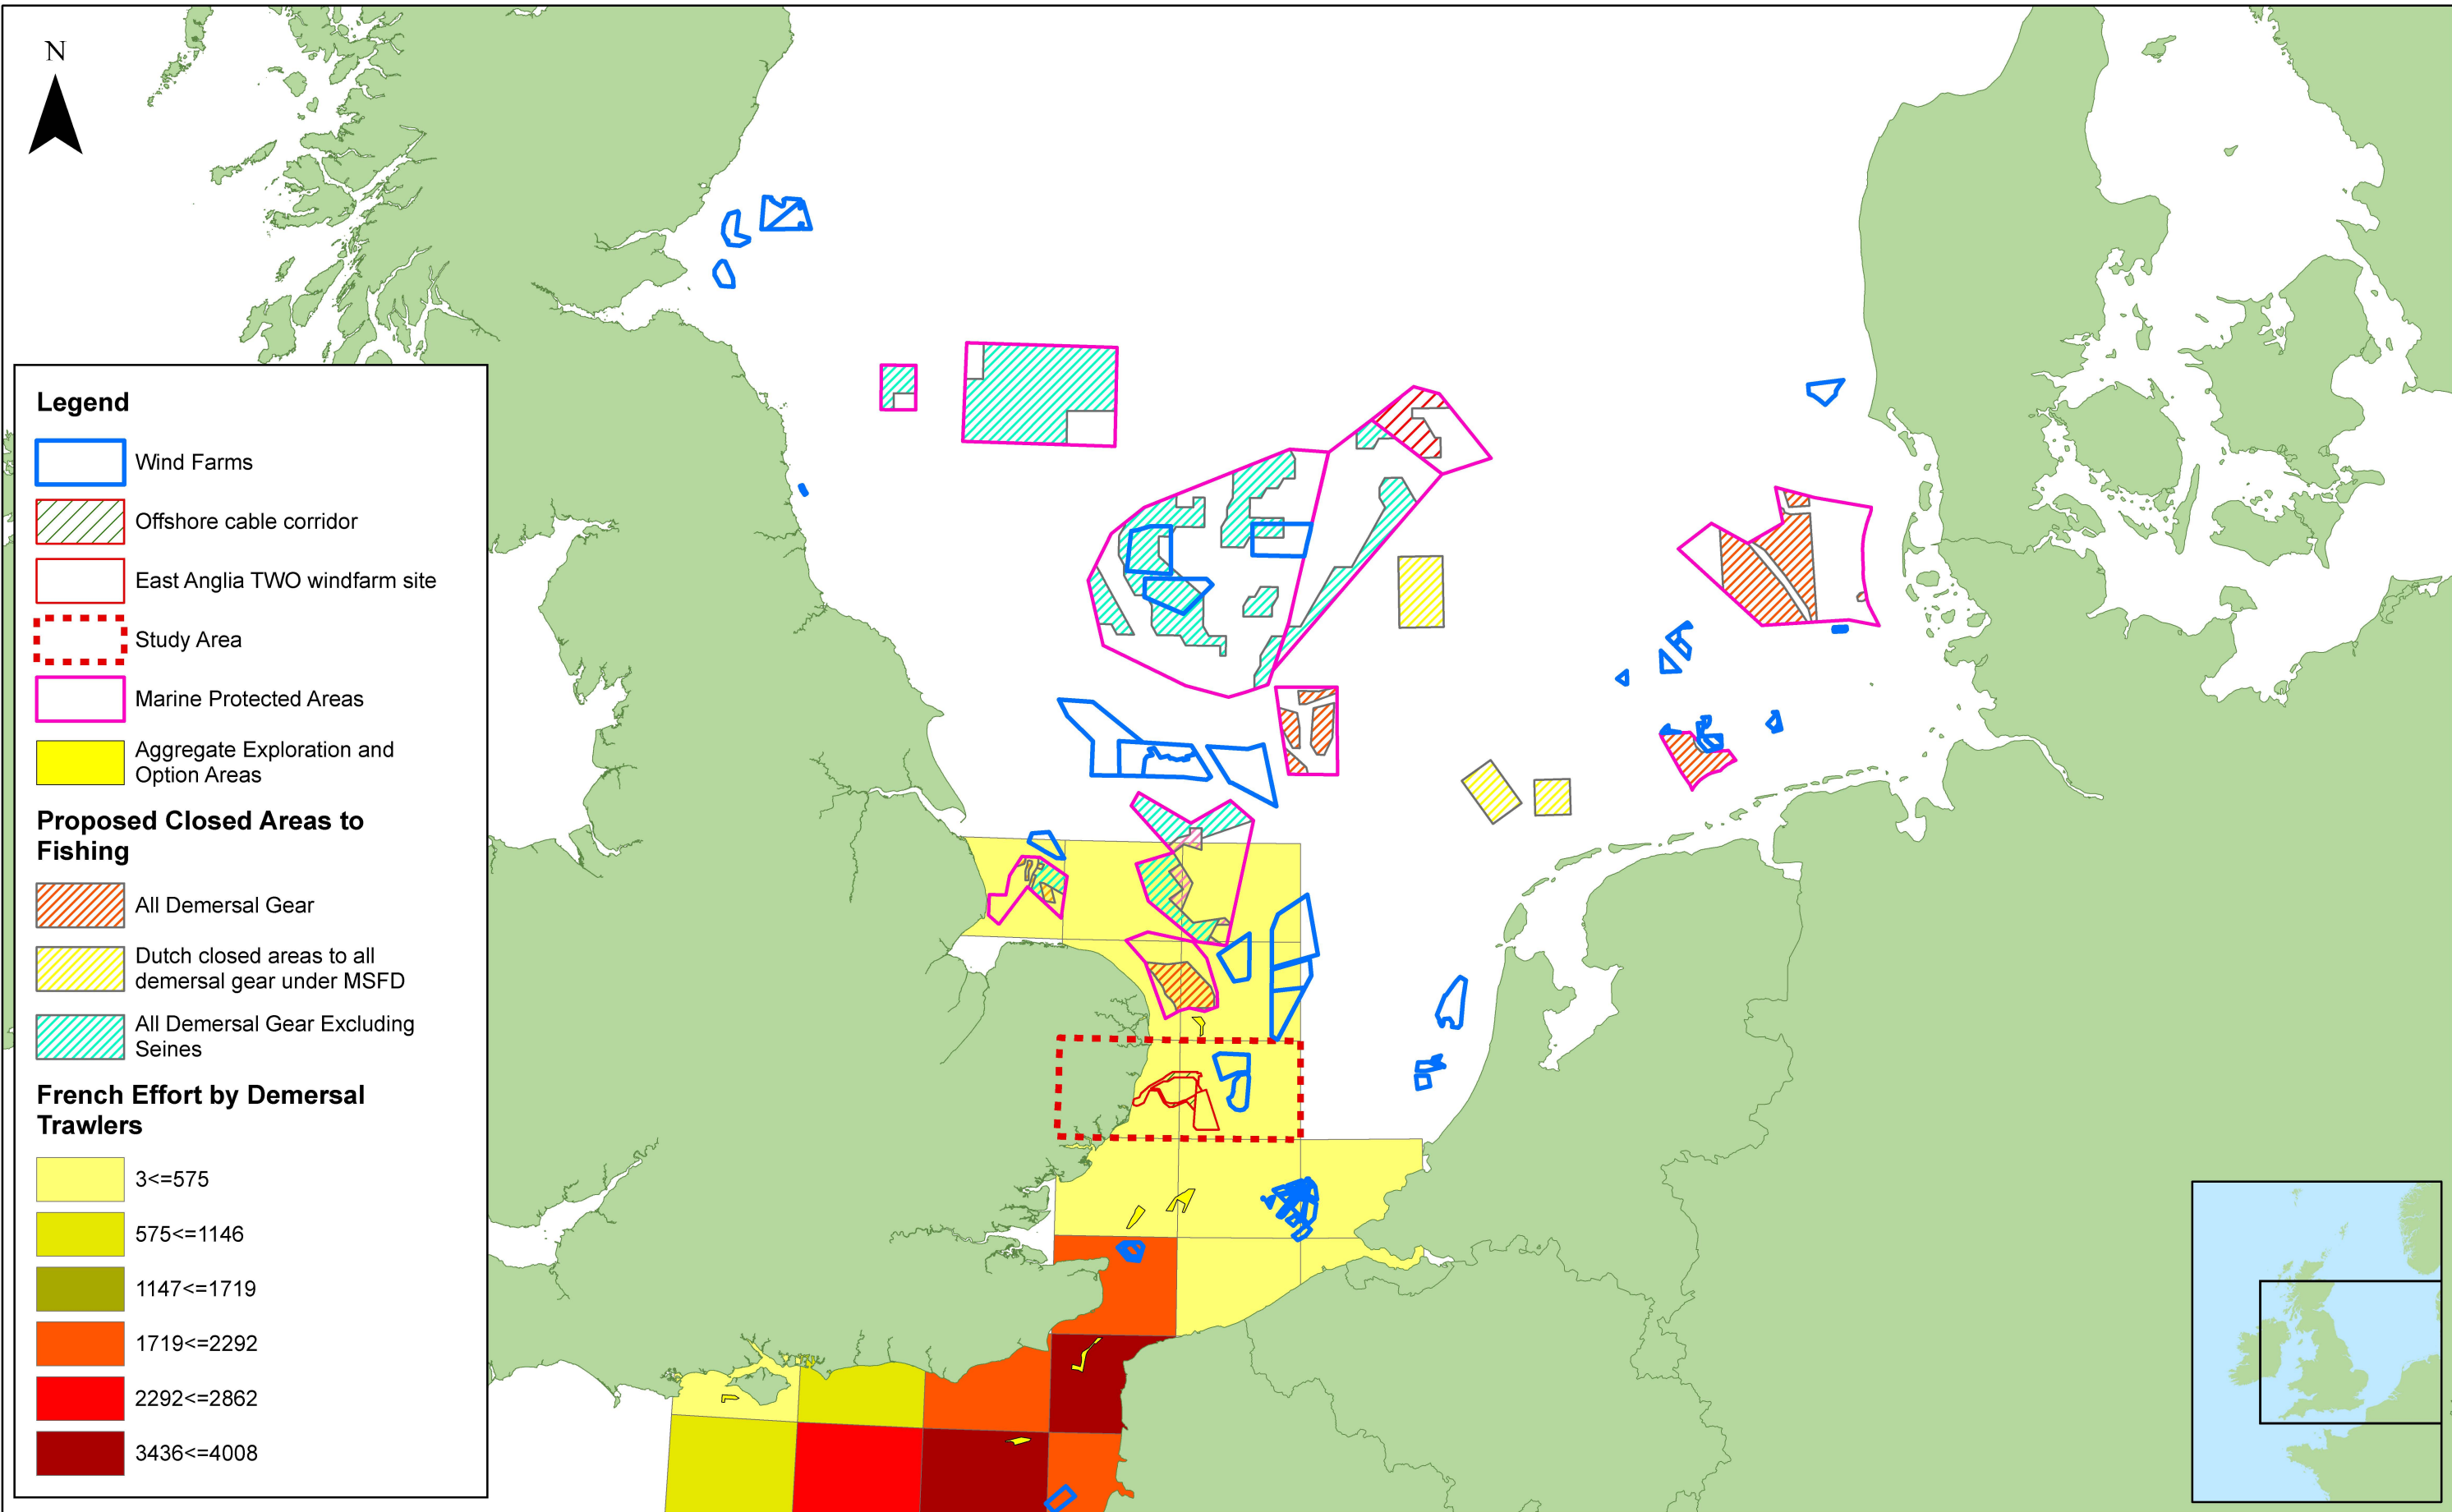 N
Legend
Wind Farms
Offshore cable corridor
East Anglia TWO windfarm site
Study Area
Marine Protected Areas
Aggregate Exploration and
Option Areas
Proposed Closed Areas to
Fishing
All Demersal Gear
Dutch closed areas to all
demersal gear under MSFD
All Demersal Gear Excluding
Seines
French Effort by Demersal
Trawlers
3<=575
575<=1146
1147<=1719
1719<=2292
2292<=2862
3436<=4008